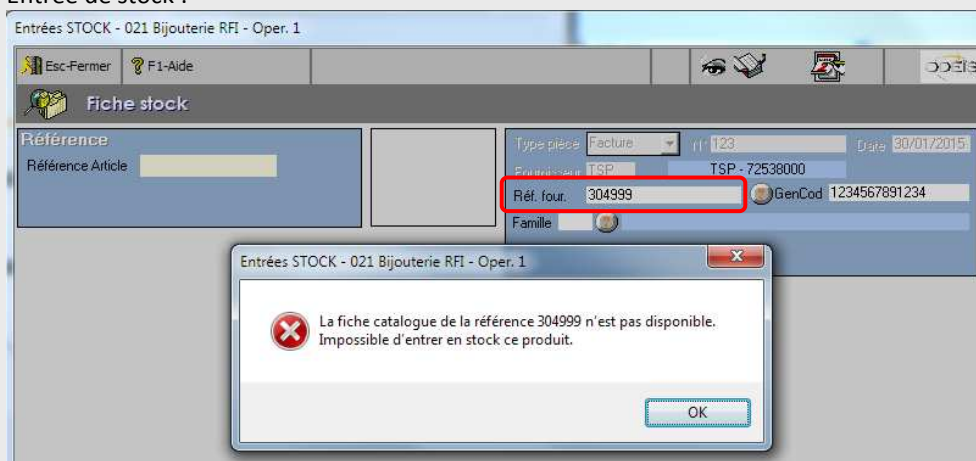 Entrée de stock :
Entrées STOCK - 021 Bijouterie RFI - Oper. 1
Esc-Fermer F1-Aide
Fiche stock
Référence
Référence Article
Type pièce Facture n° 123 Date 30/01/2015
Fournisseur TSP TSP - 72538000
Réf. four. 304999 GenCod 1234567891234
Famille
Entrées STOCK - 021 Bijouterie RFI - Oper. 1
La fiche catalogue de la référence 304999 n'est pas disponible.
Impossible d'entrer en stock ce produit.
OK